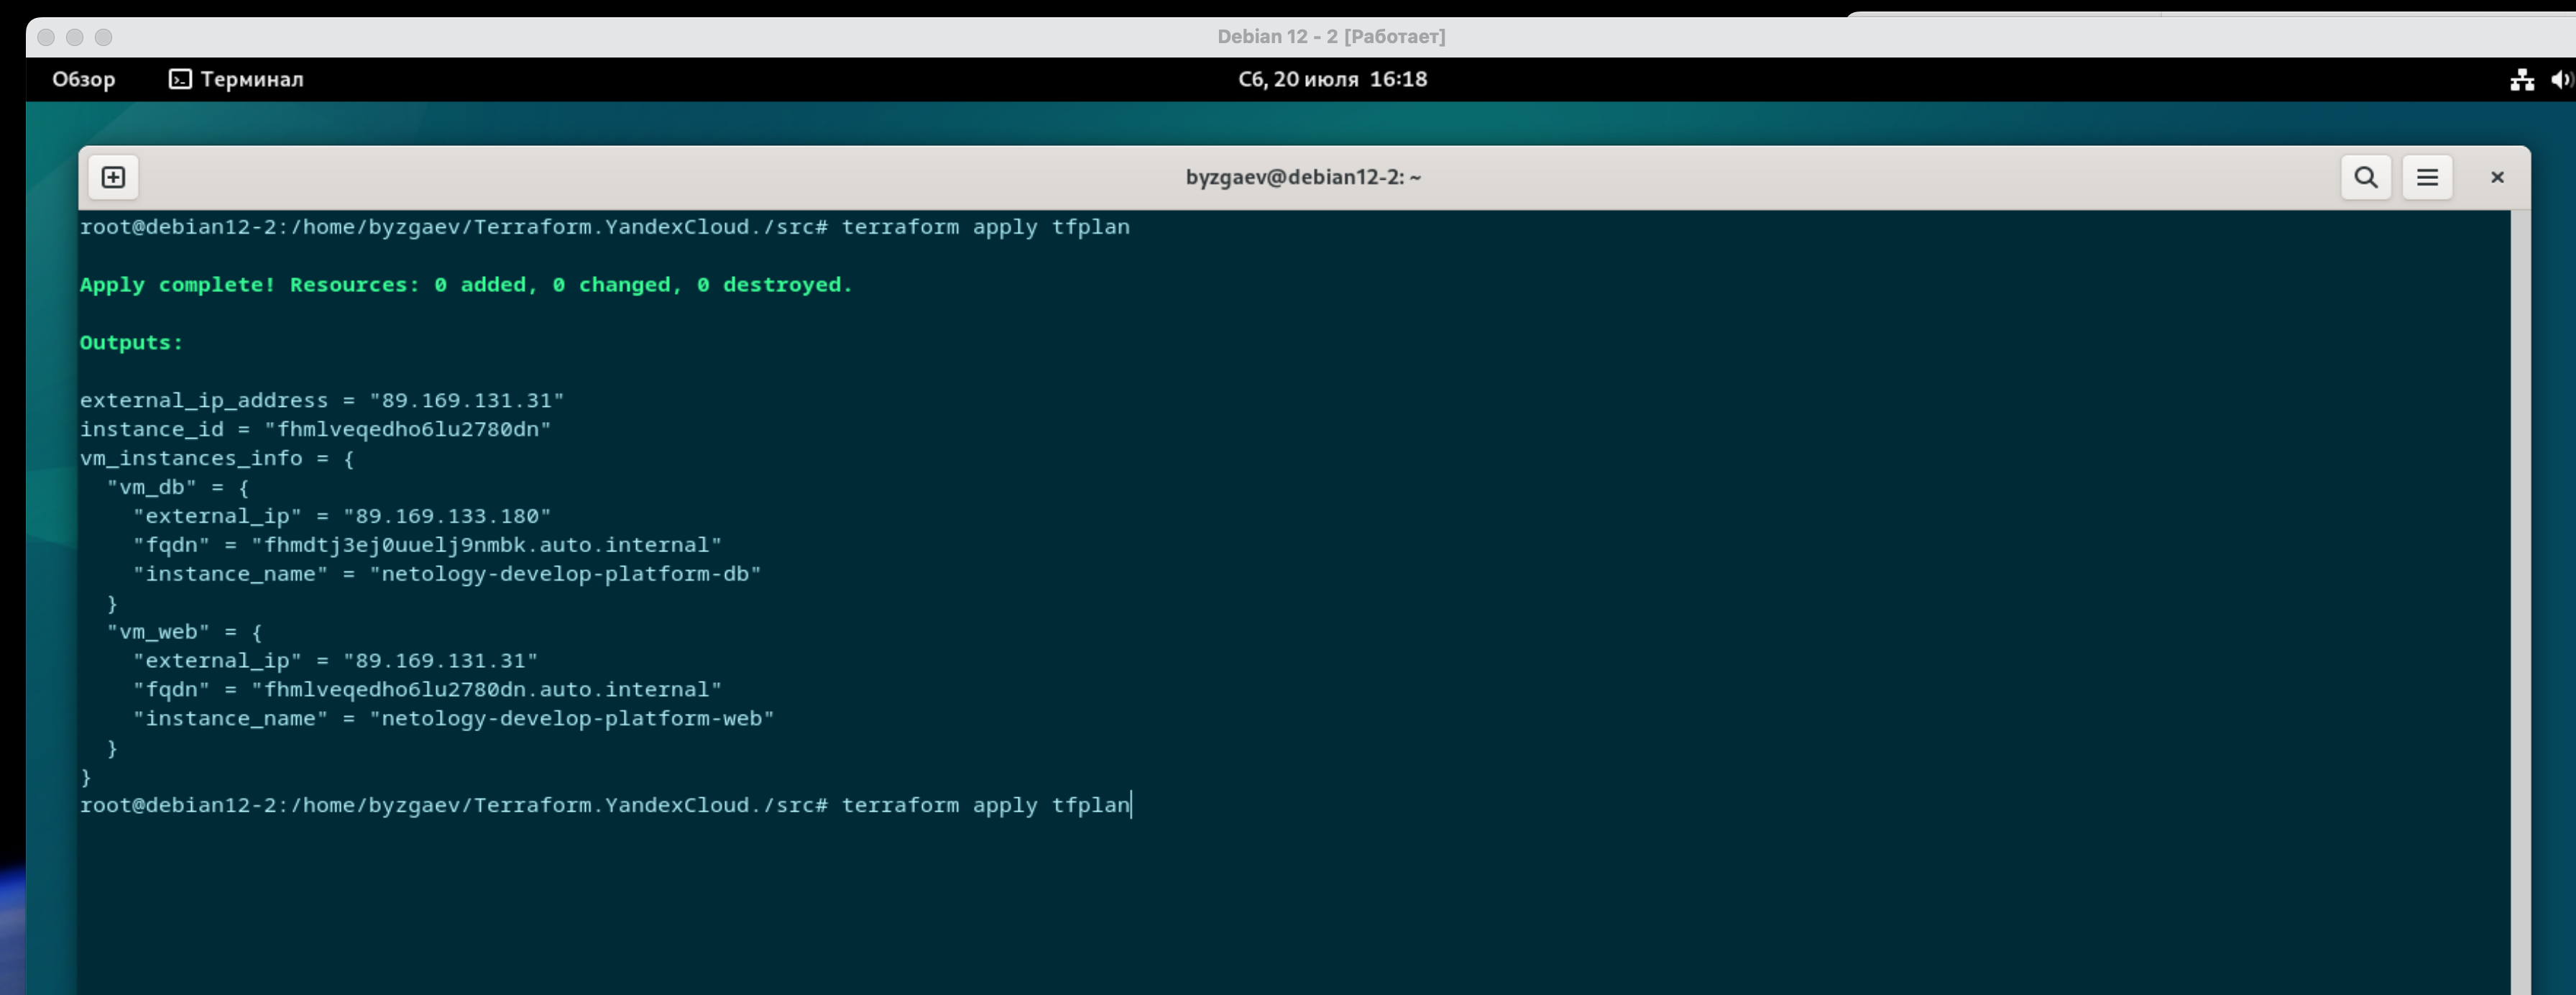 Debian 12 - 2 [Работает]
Обзор Терминал Сб, 20 июля 16:18
byzgaev@debian12-2: ~
root@debian12-2:/home/byzgaev/Terraform.YandexCloud./src# terraform apply tfplan
Apply complete! Resources: 0 added, 0 changed, 0 destroyed.
Outputs:
external_ip_address = "89.169.131.31"
instance_id = "fhmlveqedho6lu2780dn"
vm_instances_info = {
  "vm_db" = {
    "external_ip" = "89.169.133.180"
    "fqdn" = "fhmdtj3ej0uuelj9nmbk.auto.internal"
    "instance_name" = "netology-develop-platform-db"
  }
  "vm_web" = {
    "external_ip" = "89.169.131.31"
    "fqdn" = "fhmlveqedho6lu2780dn.auto.internal"
    "instance_name" = "netology-develop-platform-web"
  }
}
root@debian12-2:/home/byzgaev/Terraform.YandexCloud./src# terraform apply tfplan